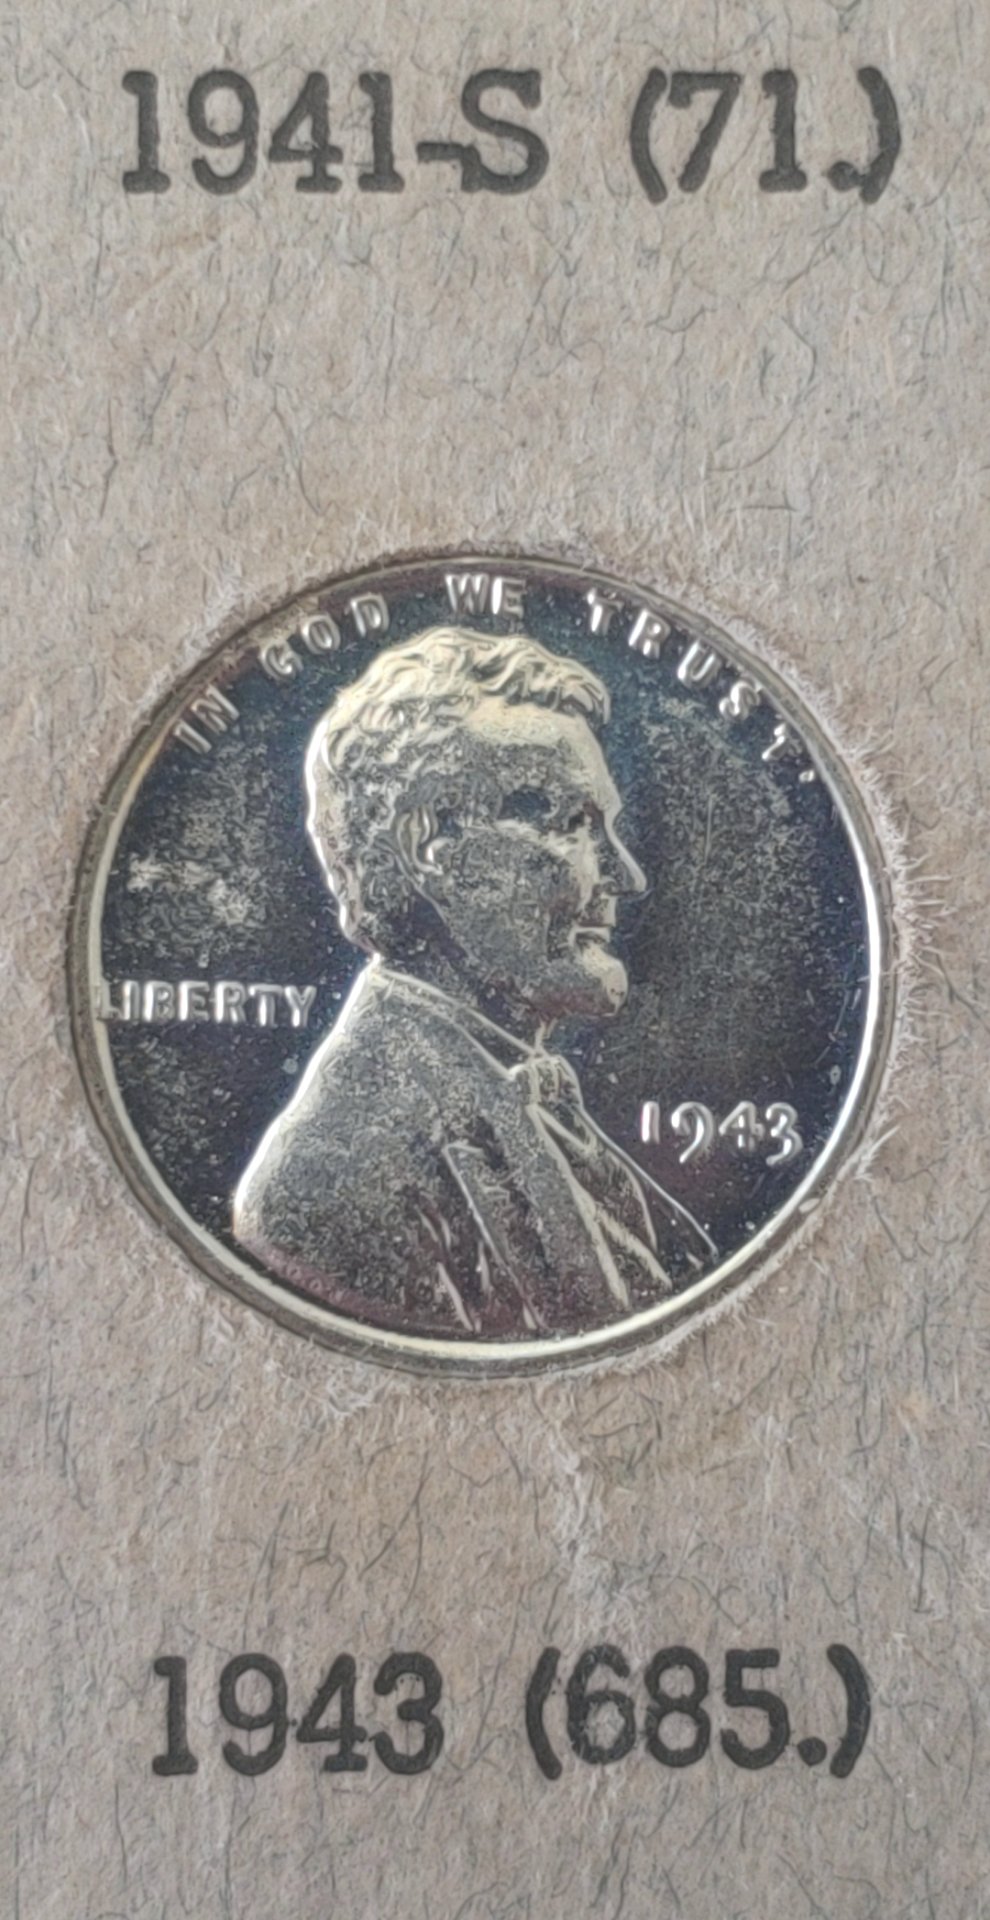 1941-S (71.)
IN GOD WE TRUST
LIBERTY
1943
1943 (685.)